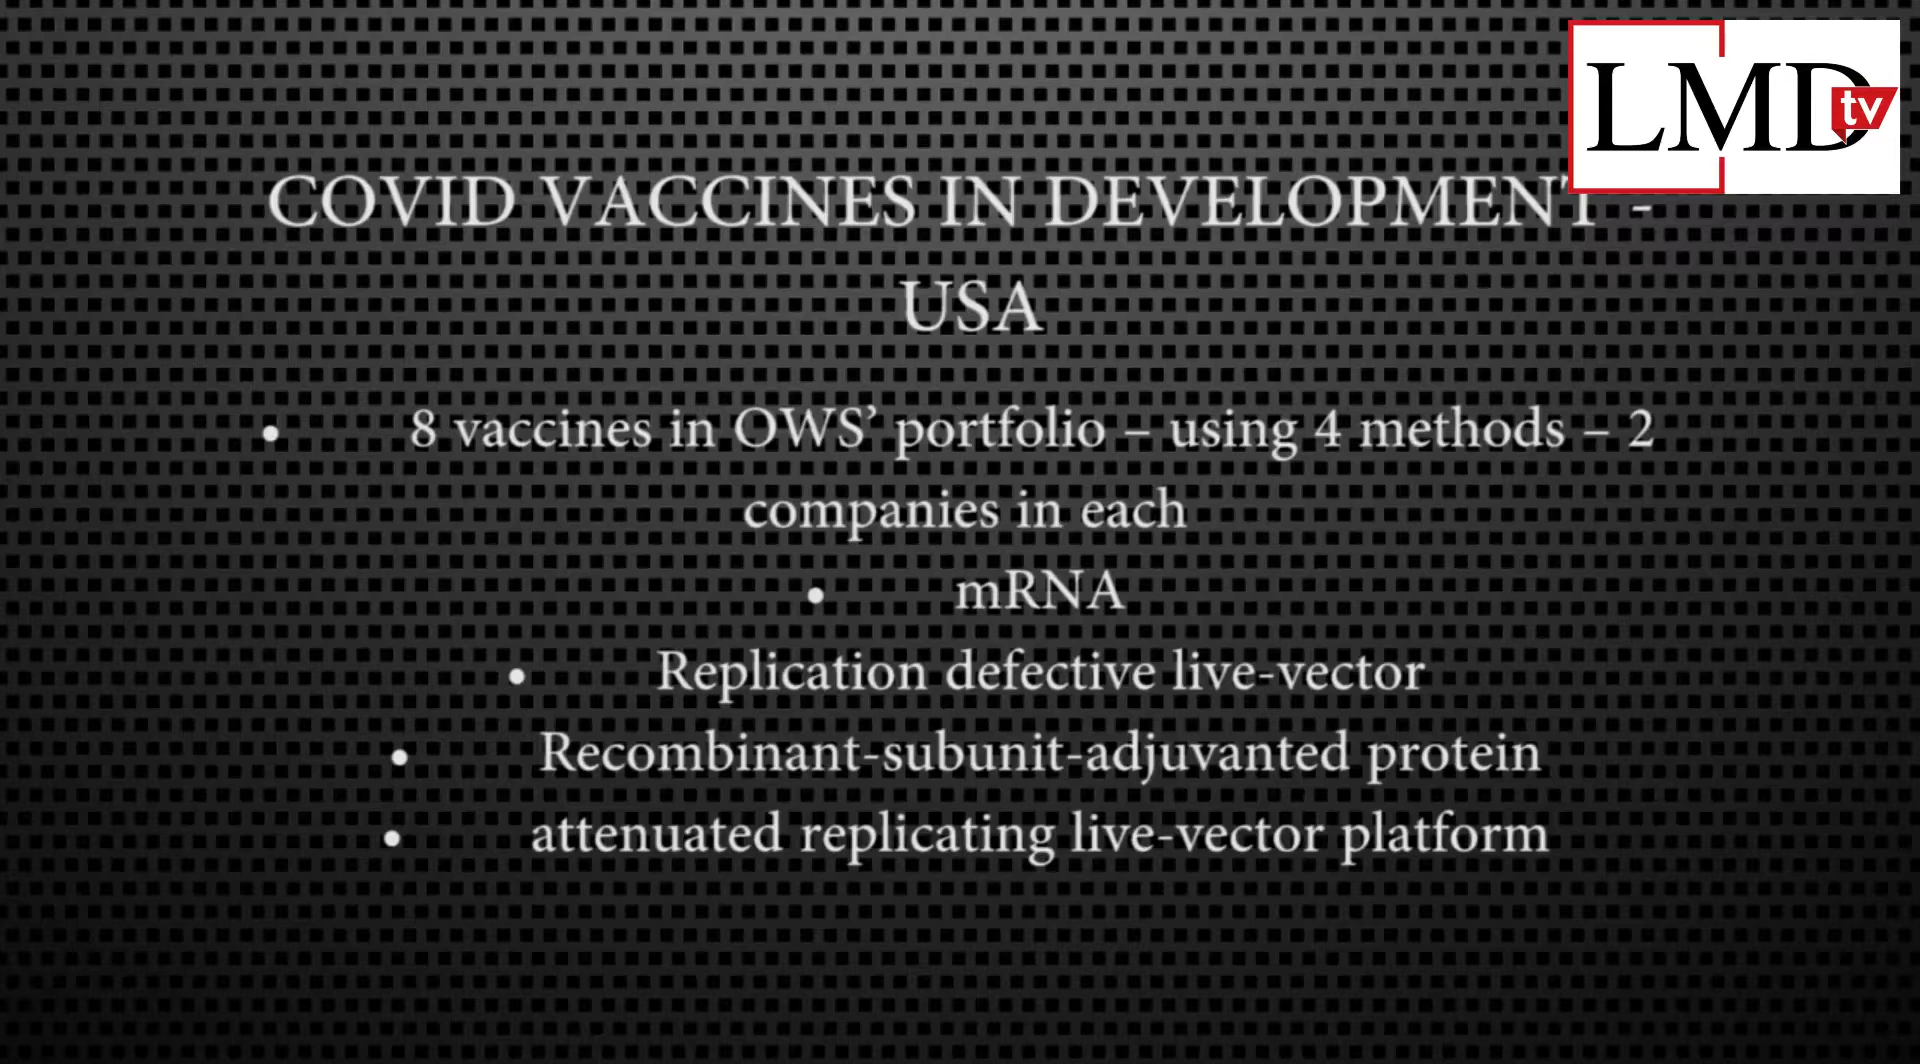 LMD tv
COVID VACCINES IN DEVELOPMENT -
USA
• 8 vaccines in OWS’ portfolio – using 4 methods – 2
companies in each
• mRNA
• Replication defective live-vector
• Recombinant-subunit-adjuvanted protein
• attenuated replicating live-vector platform